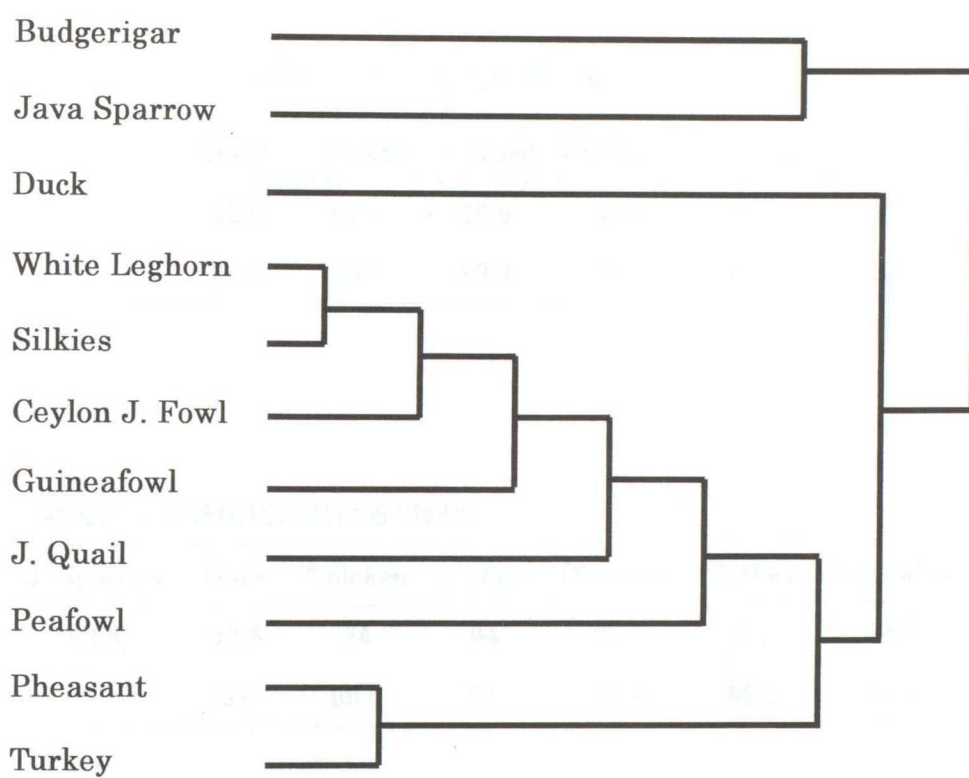 Budgerigar
Java Sparrow
Duck
White Leghorn
Silkies
Ceylon J. Fowl
Guineafowl
J. Quail
Peafowl
Pheasant
Turkey